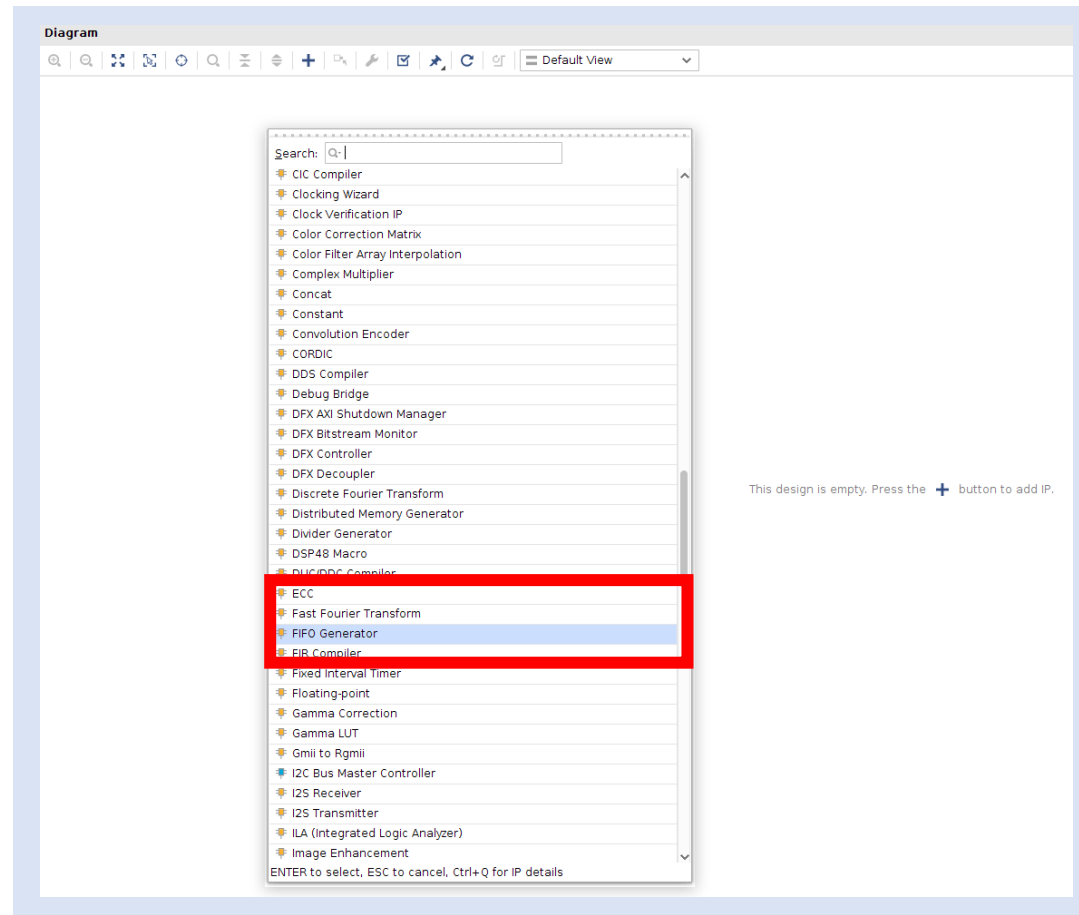 Diagram
Default View
Search:
CIC Compiler
Clocking Wizard
Clock Verification IP
Color Correction Matrix
Color Filter Array Interpolation
Complex Multiplier
Concat
Constant
Convolution Encoder
CORDIC
DDS Compiler
Debug Bridge
DFX AXI Shutdown Manager
DFX Bitstream Monitor
DFX Controller
DFX Decoupler
Discrete Fourier Transform
This design is empty. Press the + button to add IP.
Distributed Memory Generator
Divider Generator
DSP48 Macro
DUC/DDC Compiler
ECC
Fast Fourier Transform
FIFO Generator
FIR Compiler
Fixed Interval Timer
Floating-point
Gamma Correction
Gamma LUT
Gmii to Rgmii
I2C Bus Master Controller
I2S Receiver
I2S Transmitter
ILA (Integrated Logic Analyzer)
Image Enhancement
ENTER to select, ESC to cancel, Ctrl+Q for IP details